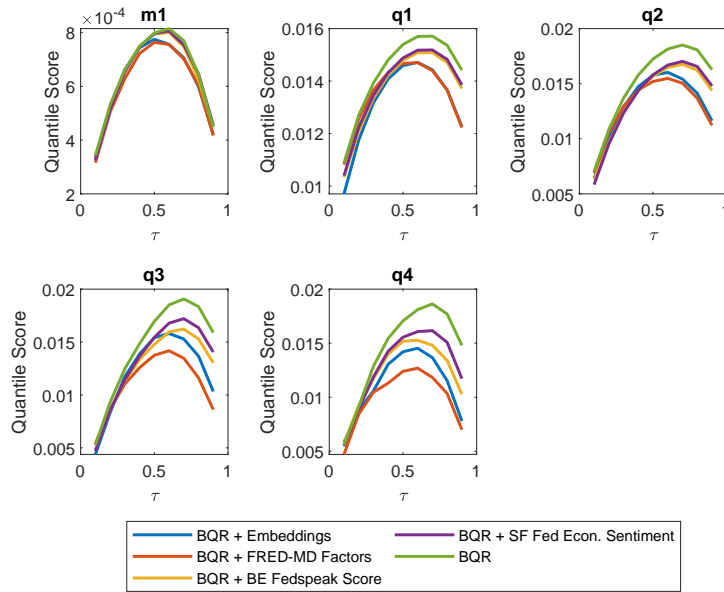 ×10⁻⁴
m1
q1
q2
Quantile Score
8
6
4
2
0
0.5
1
τ
Quantile Score
0.016
0.014
0.012
0.01
0
0.5
1
τ
Quantile Score
0.02
0.015
0.01
0.005
0
0.5
1
τ
q3
q4
Quantile Score
0.02
0.015
0.01
0.005
0
0.5
1
τ
Quantile Score
0.02
0.015
0.01
0.005
0
0.5
1
τ
BQR + Embeddings
BQR + FRED-MD Factors
BQR + BE Fedspeak Score
BQR + SF Fed Econ. Sentiment
BQR